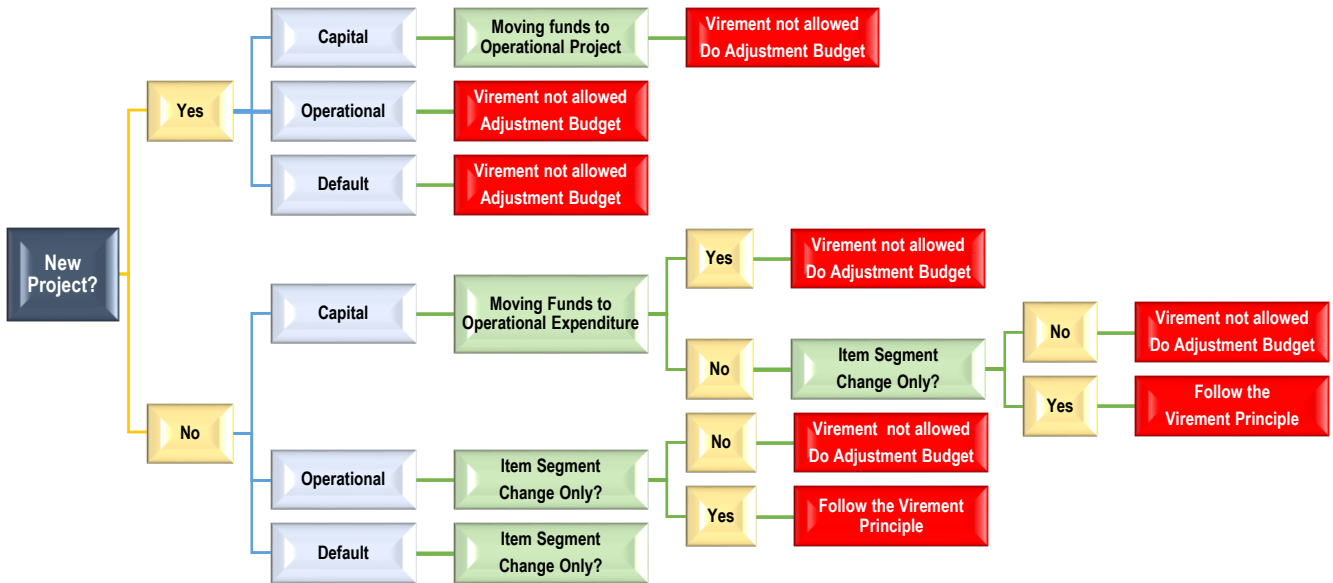 New
Project?
Yes
Capital
Moving funds to
Operational Project
Virement not allowed
Do Adjustment Budget
Operational
Virement not allowed
Adjustment Budget
Default
Virement not allowed
Adjustment Budget
No
Capital
Moving Funds to
Operational Expenditure
Yes
Virement not allowed
Do Adjustment Budget
No
Item Segment
Change Only?
No
Virement not allowed
Do Adjustment Budget
Yes
Follow the
Virement Principle
Operational
Item Segment
Change Only?
No
Virement not allowed
Do Adjustment Budget
Yes
Follow the Virement
Principle
Default
Item Segment
Change Only?